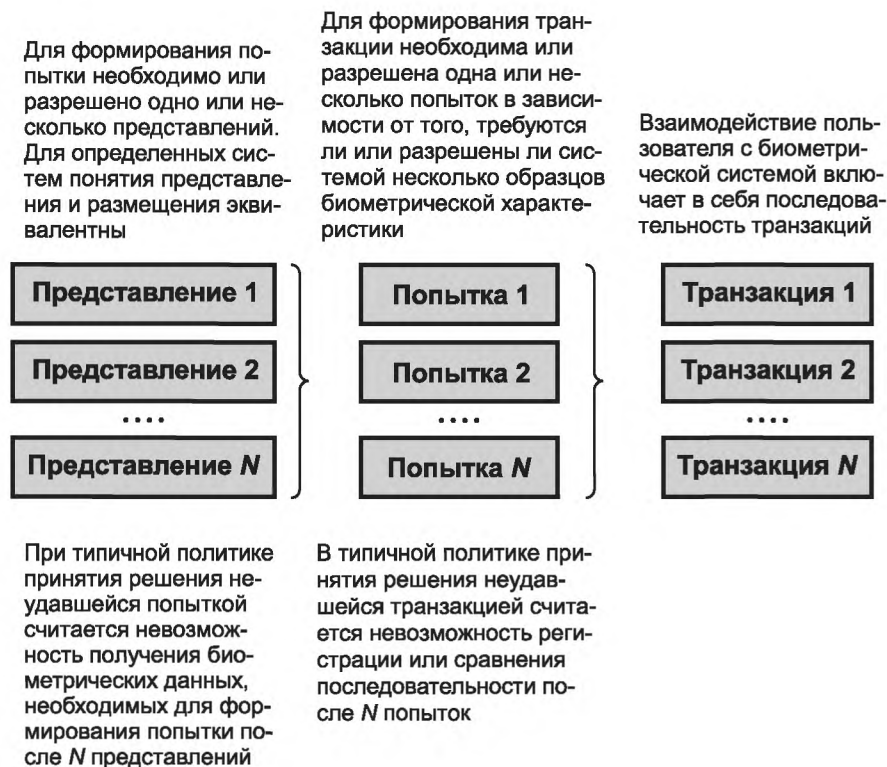 Для формирования по-
пытки необходимо или
разрешено одно или не-
сколько представлений.
Для определенных сис-
тем понятия представле-
ния и размещения экви-
валентны
Для формирования тран-
закции необходима или
разрешена одна или не-
сколько попыток в зависи-
мости от того, требуются
ли или разрешены ли сис-
темой несколько образцов
биометрической характе-
ристики
Взаимодействие поль-
зователя с биометри-
ческой системой вклю-
чает в себя последова-
тельность транзакций
Представление 1
Представление 2
....
Представление N
Попытка 1
Попытка 2
....
Попытка N
Транзакция 1
Транзакция 2
....
Транзакция N
При типичной политике
принятия решения не-
удавшейся попыткой
считается невозмож-
ность получения био-
метрических данных,
необходимых для фор-
мирования попытки по-
сле N представлений
В типичной политике при-
нятия решения неудав-
шейся транзакцией счита-
ется невозможность реги-
страции или сравнения
последовательности по-
сле N попыток